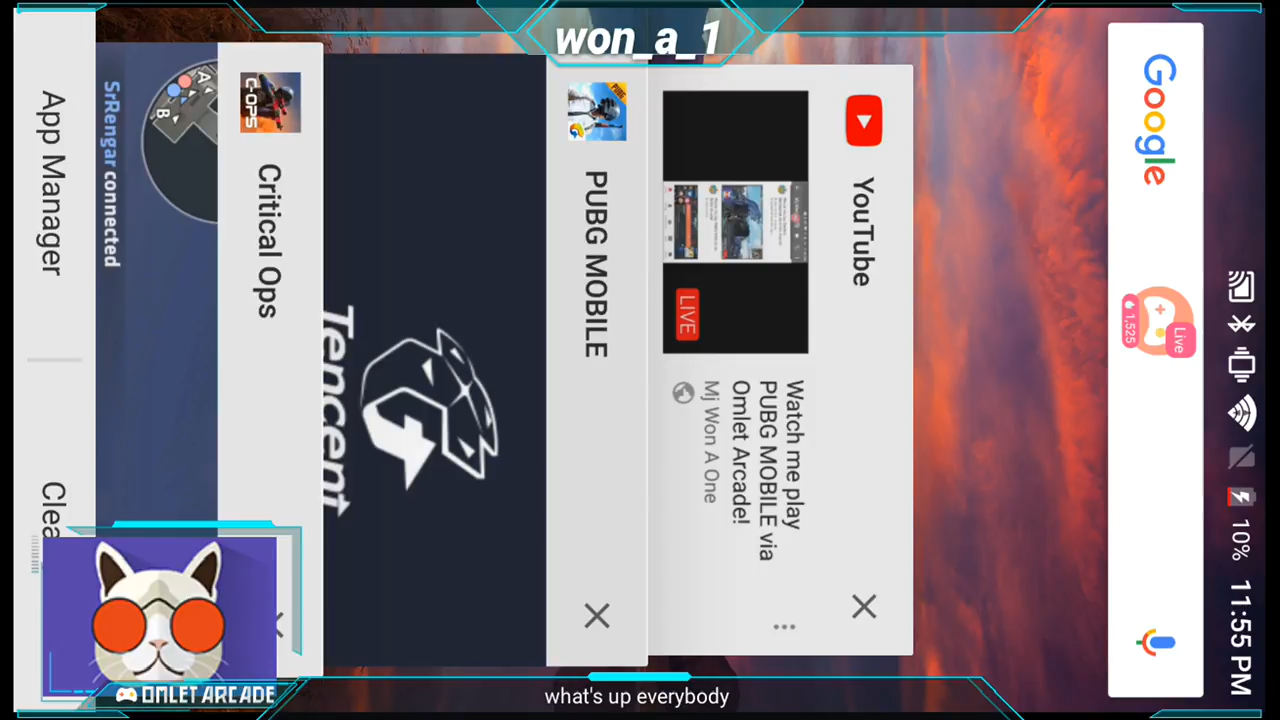 won_a_1
Google
Live
1,525
10%
11:55 PM
YouTube
LIVE
Watch me play
PUBG MOBILE via
Omlet Arcade!
Mj Won A One
PUBG MOBILE
PUBG
Tencent
Critical Ops
C-OPS
A
B
SrRengar connected
App Manager
Clea
OMLET ARCADE
what's up everybody